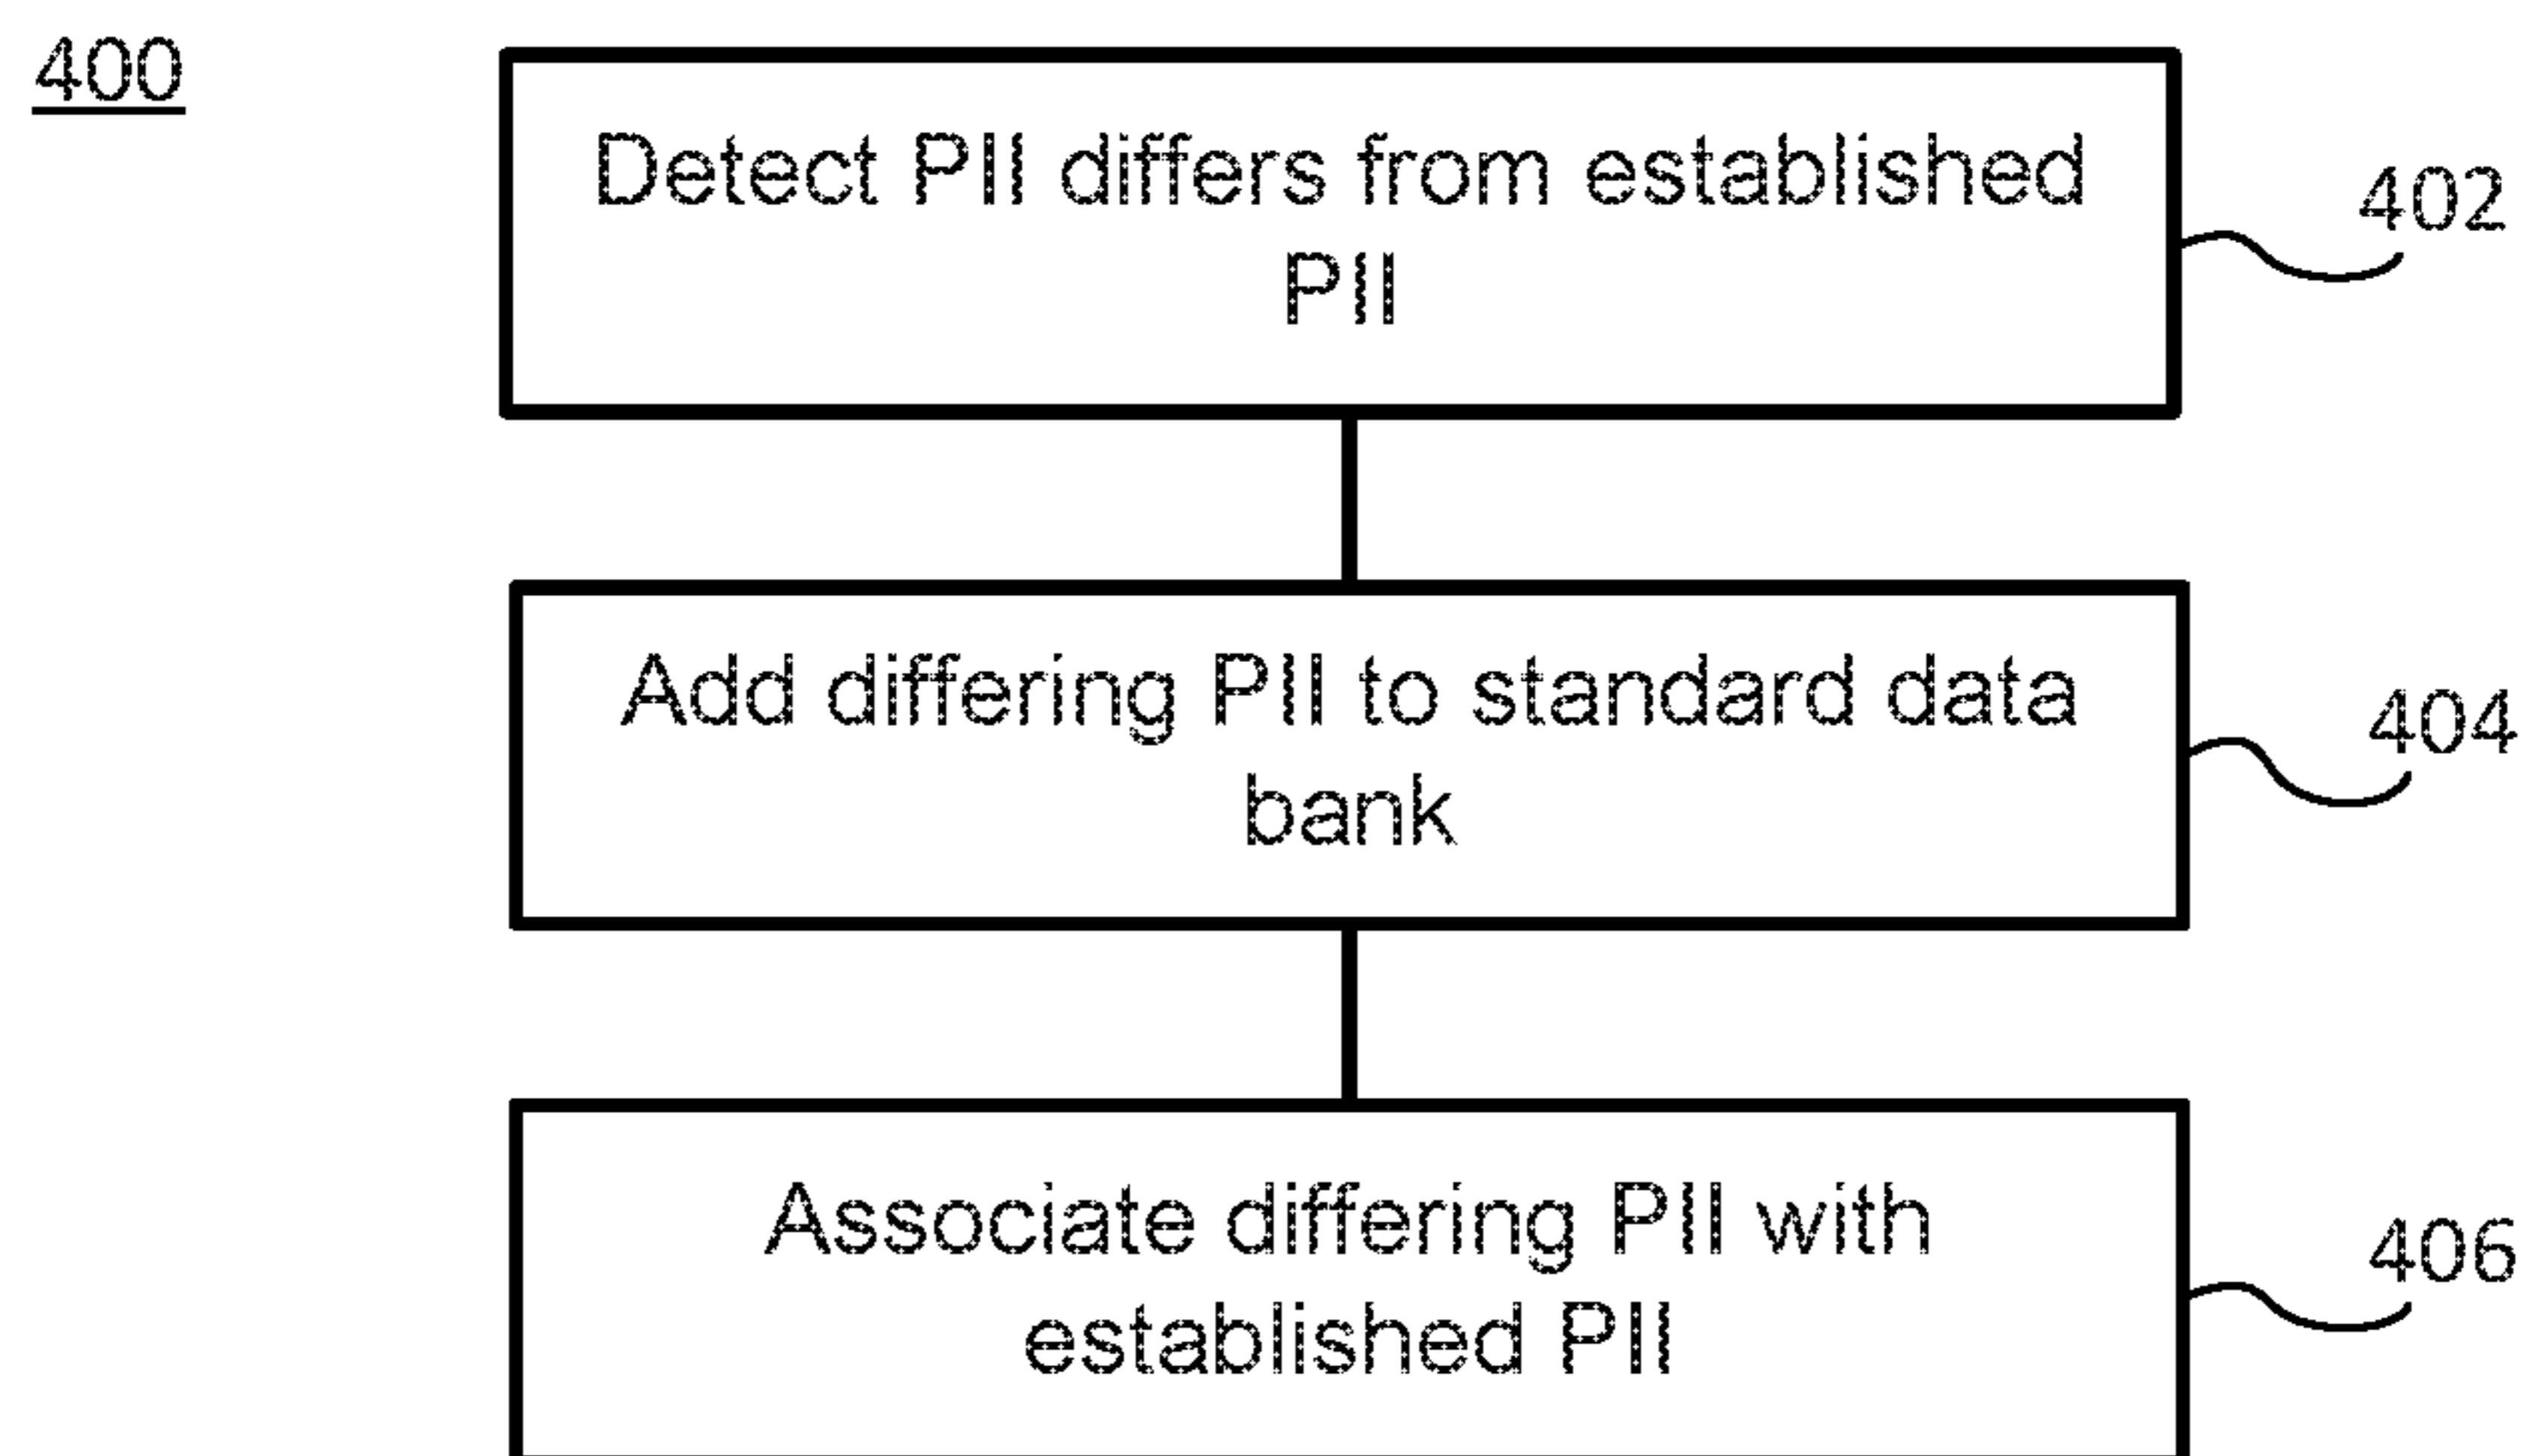 400
Detect PII differs from established
PII
402
Add differing PII to standard data
bank
404
Associate differing PII with
established PII
406